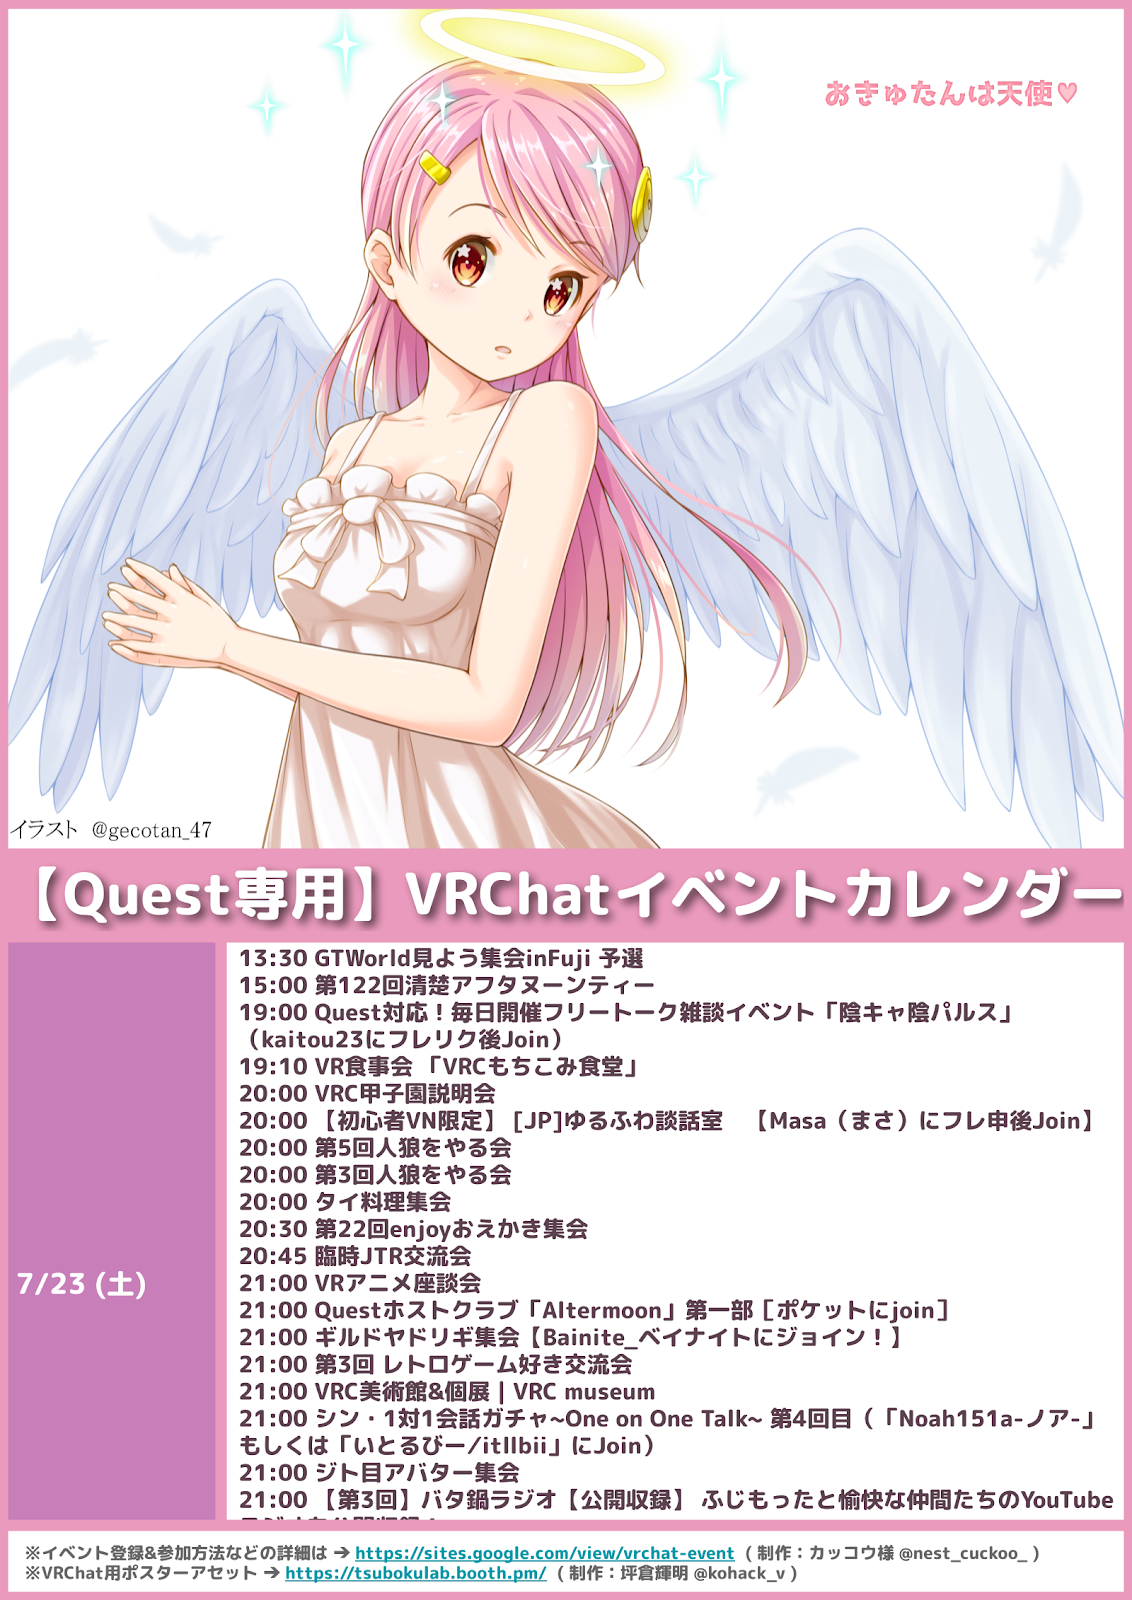 おきゅたんは天使♥
イラスト @gecotan_47
【Quest専用】VRChatイベントカレンダー
7/23 (土)
13:30 GTWorld見よう集会inFuji 予選
15:00 第122回清楚アフタヌーンティー
19:00 Quest対応！毎日開催フリートーク雑談イベント「陰キャ陰パルス」
（kaitou23にフレリク後Join）
19:10 VR食事会 「VRCもちこみ食堂」
20:00 VRC甲子園説明会
20:00 【初心者VN限定】 [JP]ゆるふわ談話室　【Masa（まさ）にフレ申後Join】
20:00 第5回人狼をやる会
20:00 第3回人狼をやる会
20:00 タイ料理集会
20:30 第22回enjoyおえかき集会
20:45 臨時JTR交流会
21:00 VRアニメ座談会
21:00 Questホストクラブ「Altermoon」第一部［ポケットにjoin］
21:00 ギルドヤドリギ集会【Bainite_ベイナイトにジョイン！】
21:00 第3回 レトロゲーム好き交流会
21:00 VRC美術館&個展 | VRC museum
21:00 シン・1対1会話ガチャ~One on One Talk~ 第4回目（「Noah151a-ノア-」
もしくは「いとるびー/itllbii」にJoin）
21:00 ジト目アバター集会
21:00 【第3回】バタ鍋ラジオ【公開収録】 ふじもったと愉快な仲間たちのYouTube
※イベント登録&参加方法などの詳細は ➔ https://sites.google.com/view/vrchat-event ( 制作：カッコウ様 @nest_cuckoo_ )
※VRChat用ポスターアセット ➔ https://tsubokulab.booth.pm/ ( 制作：坪倉輝明 @kohack_v )